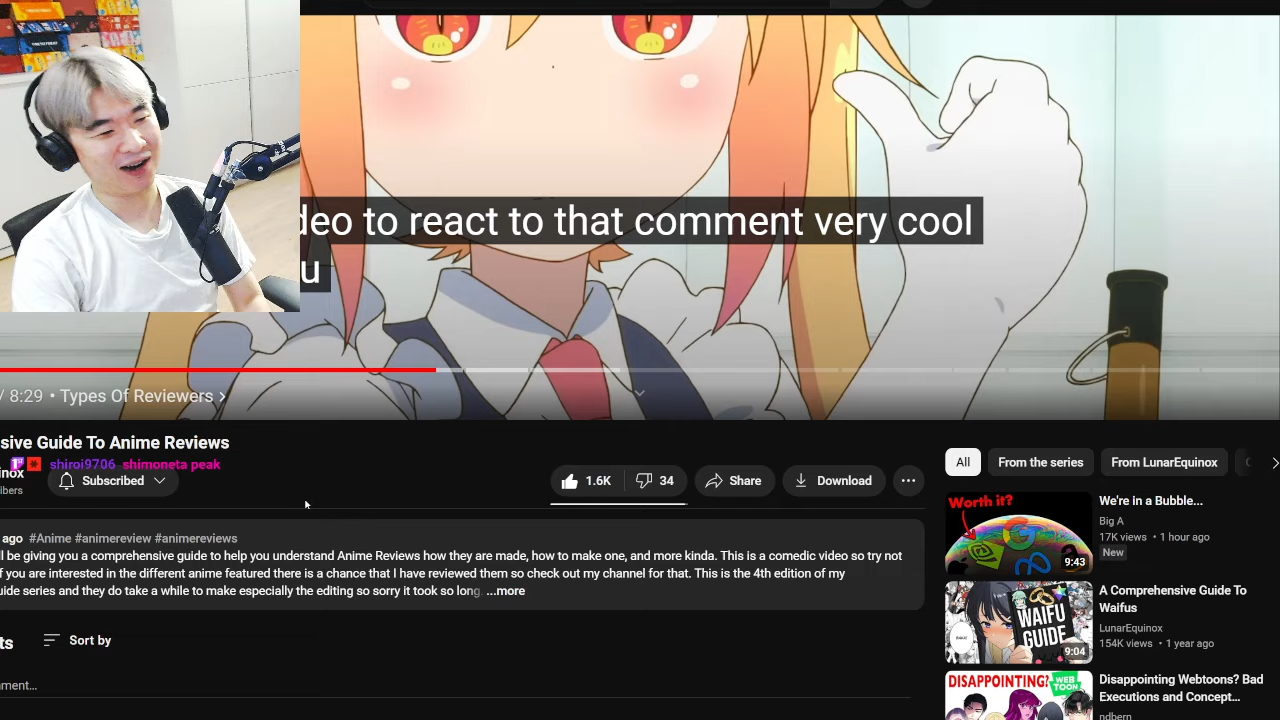 deo to react to that comment very cool
u
/ 8:29 • Types Of Reviewers >
sive Guide To Anime Reviews
shiroi9706 shimoneta peak
inox
ibers
Subscribed
1.6K
34
Share
Download
ago #Anime #animereview #animereviews
ll be giving you a comprehensive guide to help you understand Anime Reviews how they are made, how to make one, and more kinda. This is a comedic video so try not
f you are interested in the different anime featured there is a chance that I have reviewed them so check out my channel for that. This is the 4th edition of my
uide series and they do take a while to make especially the editing so sorry it took so long ...more
ts
Sort by
mment...
All
From the series
From LunarEquinox
Worth it?
9:43
We're in a Bubble...
Big A
17K views • 1 hour ago
New
WAIFU
GUIDE
9:04
A Comprehensive Guide To
Waifus
LunarEquinox
154K views • 1 year ago
DISAPPOINTING?
WEB
TOON
Disappointing Webtoons? Bad
Executions and Concept...
ndbern